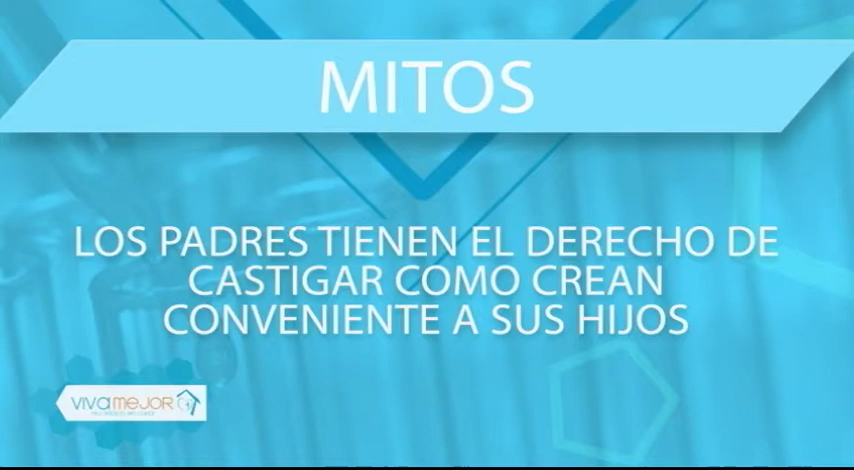 MITOS
LOS PADRES TIENEN EL DERECHO DE
CASTIGAR COMO CREAN
CONVENIENTE A SUS HIJOS
VIVAMEJOR